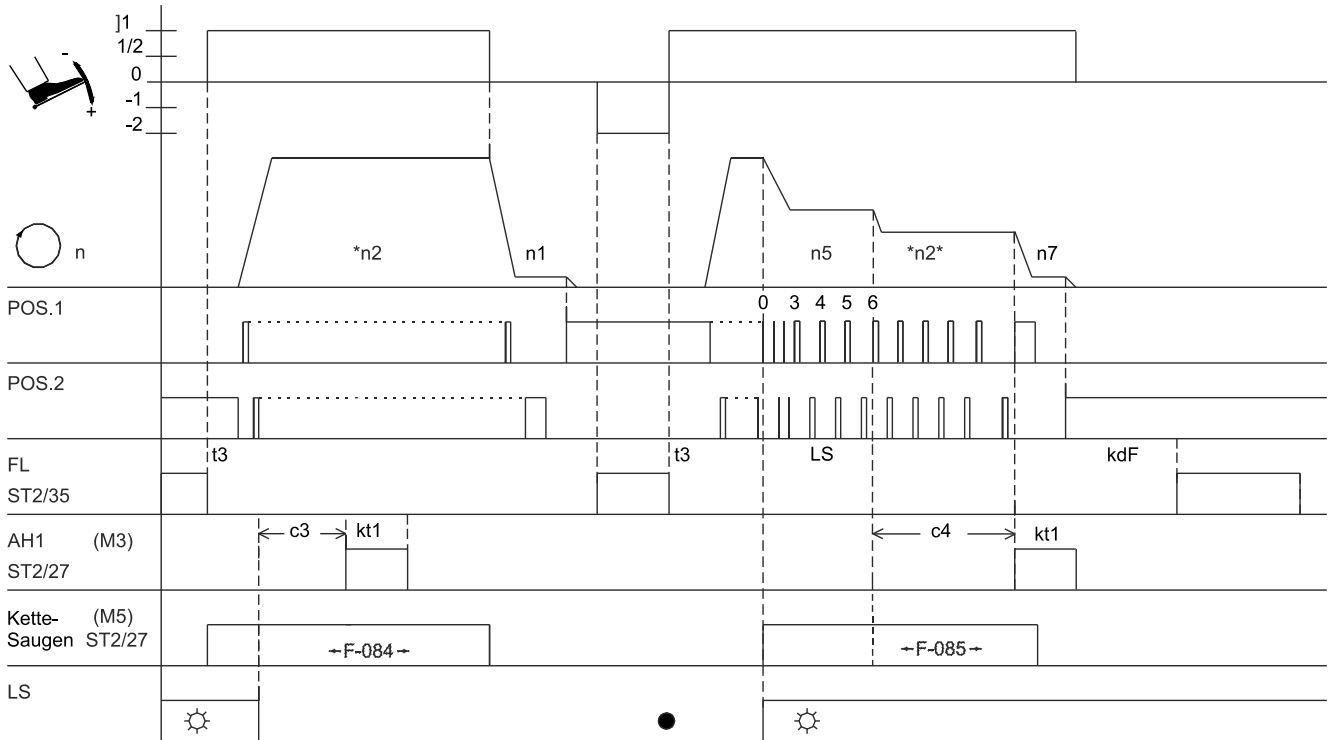 ]1
1/2
0
-1
-2
-
+
n
*n2
n1
n5
*n2*
n7
POS.1
0 3 4 5 6
POS.2
FL
ST2/35
t3
t3
LS
kdF
AH1 (M3)
ST2/27
c3
kt1
c4
kt1
Kette- (M5)
Saugen ST2/27
F-084
F-085
LS